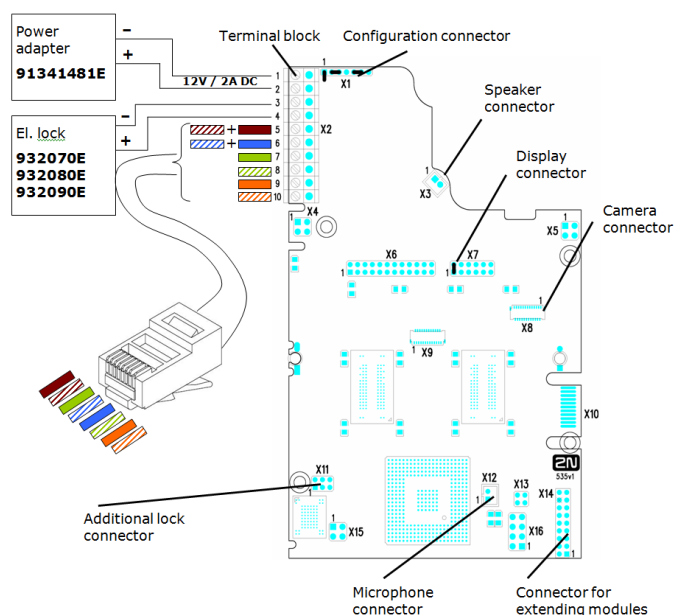 Power
adapter
91341481E
−
+
12V / 2A DC
Terminal block
Configuration connector
1
X1
El. lock
932070E
932080E
932090E
−
+
1
2
3
4
+ 5
+ 6
7
8
9
10
X2
Speaker
connector
1
X3
Display
connector
Camera
connector
1
X4
X5
1
X6
1
X7
1
1
X8
1
X9
X10
2N
535v1
X11
1
X12
1
X13
X14
1
1
X15
X16
1
Additional lock
connector
Microphone
connector
Connector for
extending modules